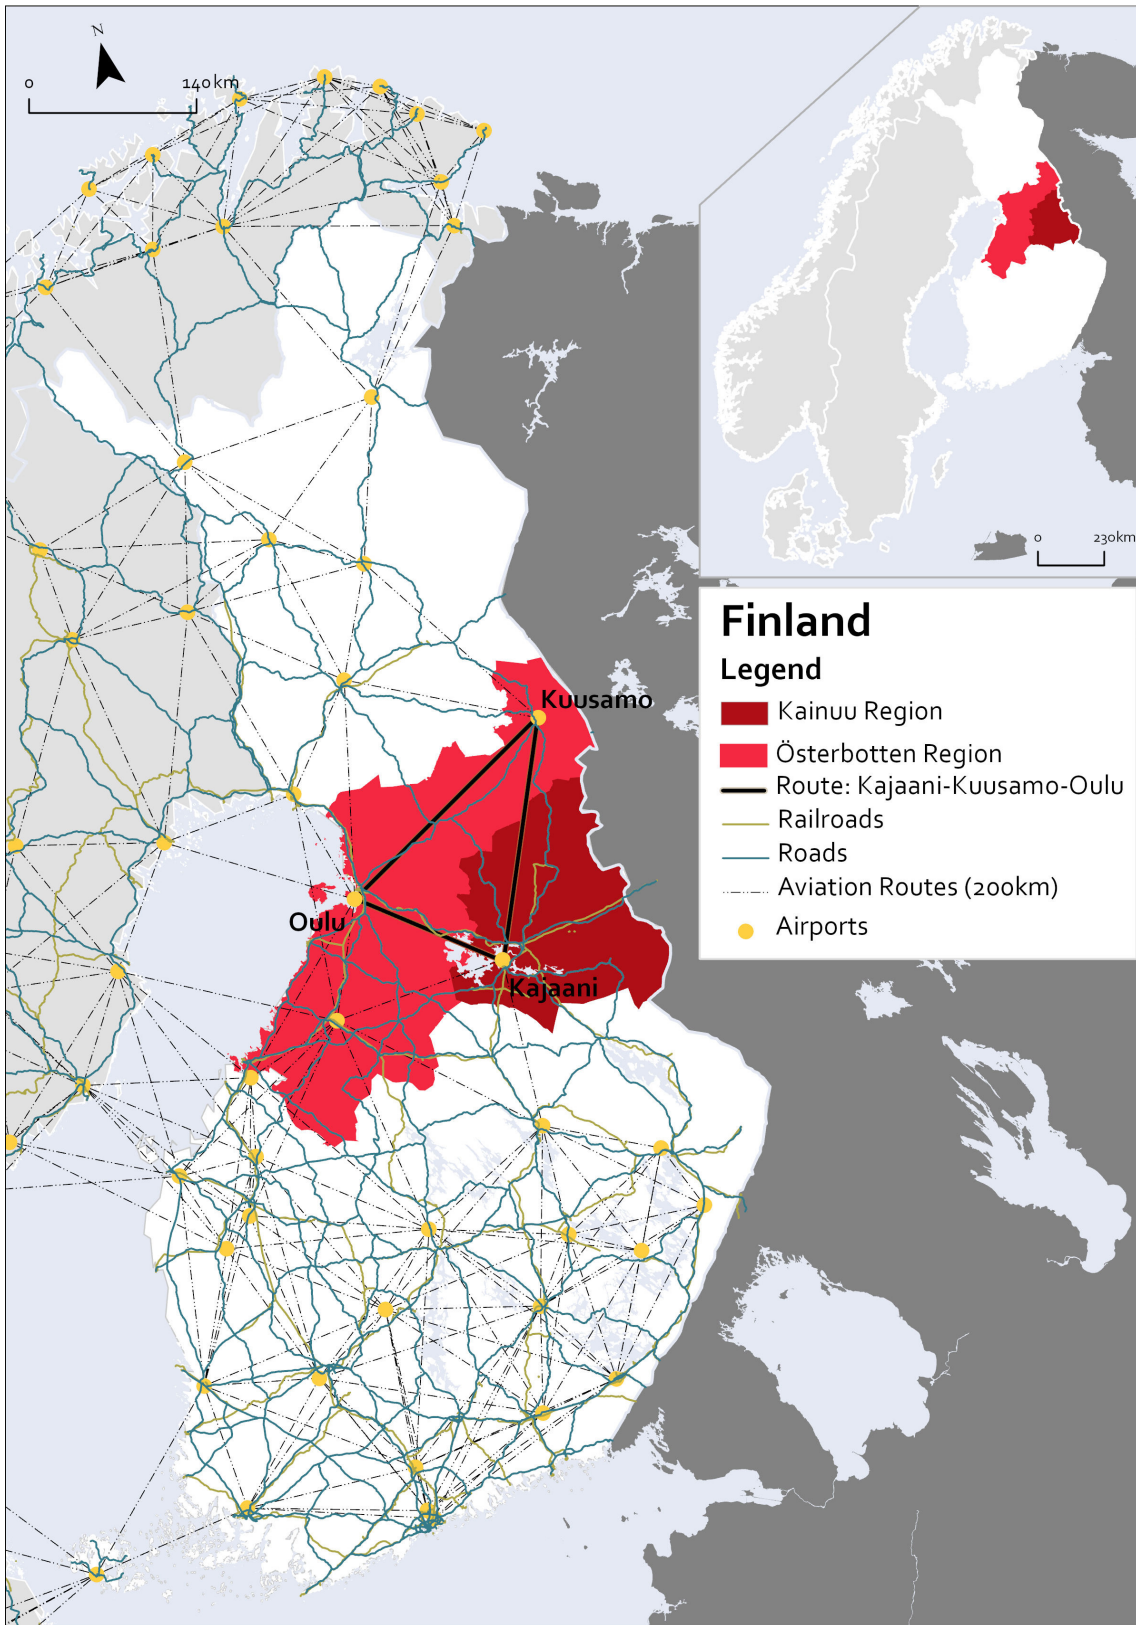 N
0 140km
0 230km
Finland
Legend
Kainuu Region
Österbotten Region
Route: Kajaani-Kuusamo-Oulu
Railroads
Roads
Aviation Routes (200km)
Airports
Kuusamo
Oulu
Kajaani